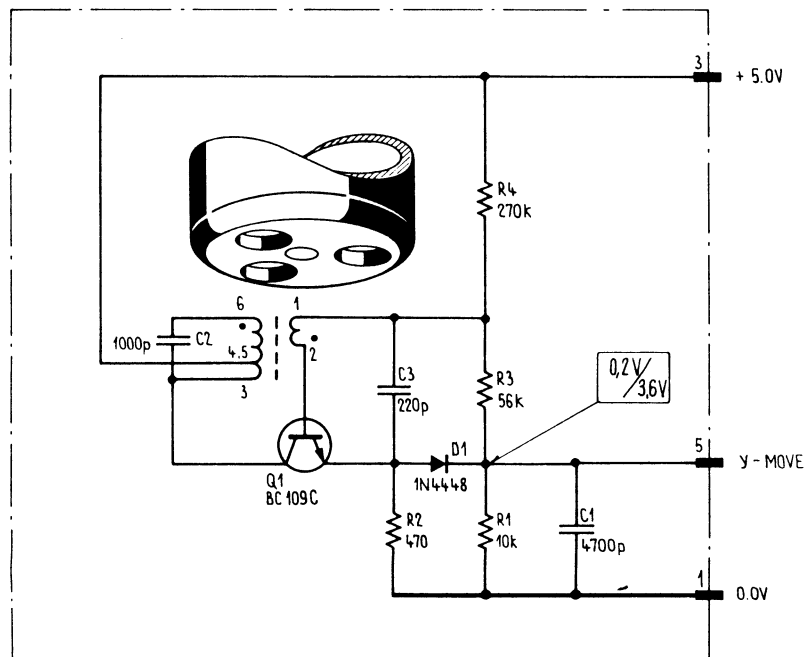 3
+ 5.0V
R4
270k
6
1
1000p
C2
4.5
2
3
C3
220p
R3
56k
0,2V/3,6V
D1
1N4448
5
Y-MOVE
Q1
BC 109C
R2
470
R1
10k
C1
4700p
1
0.0V